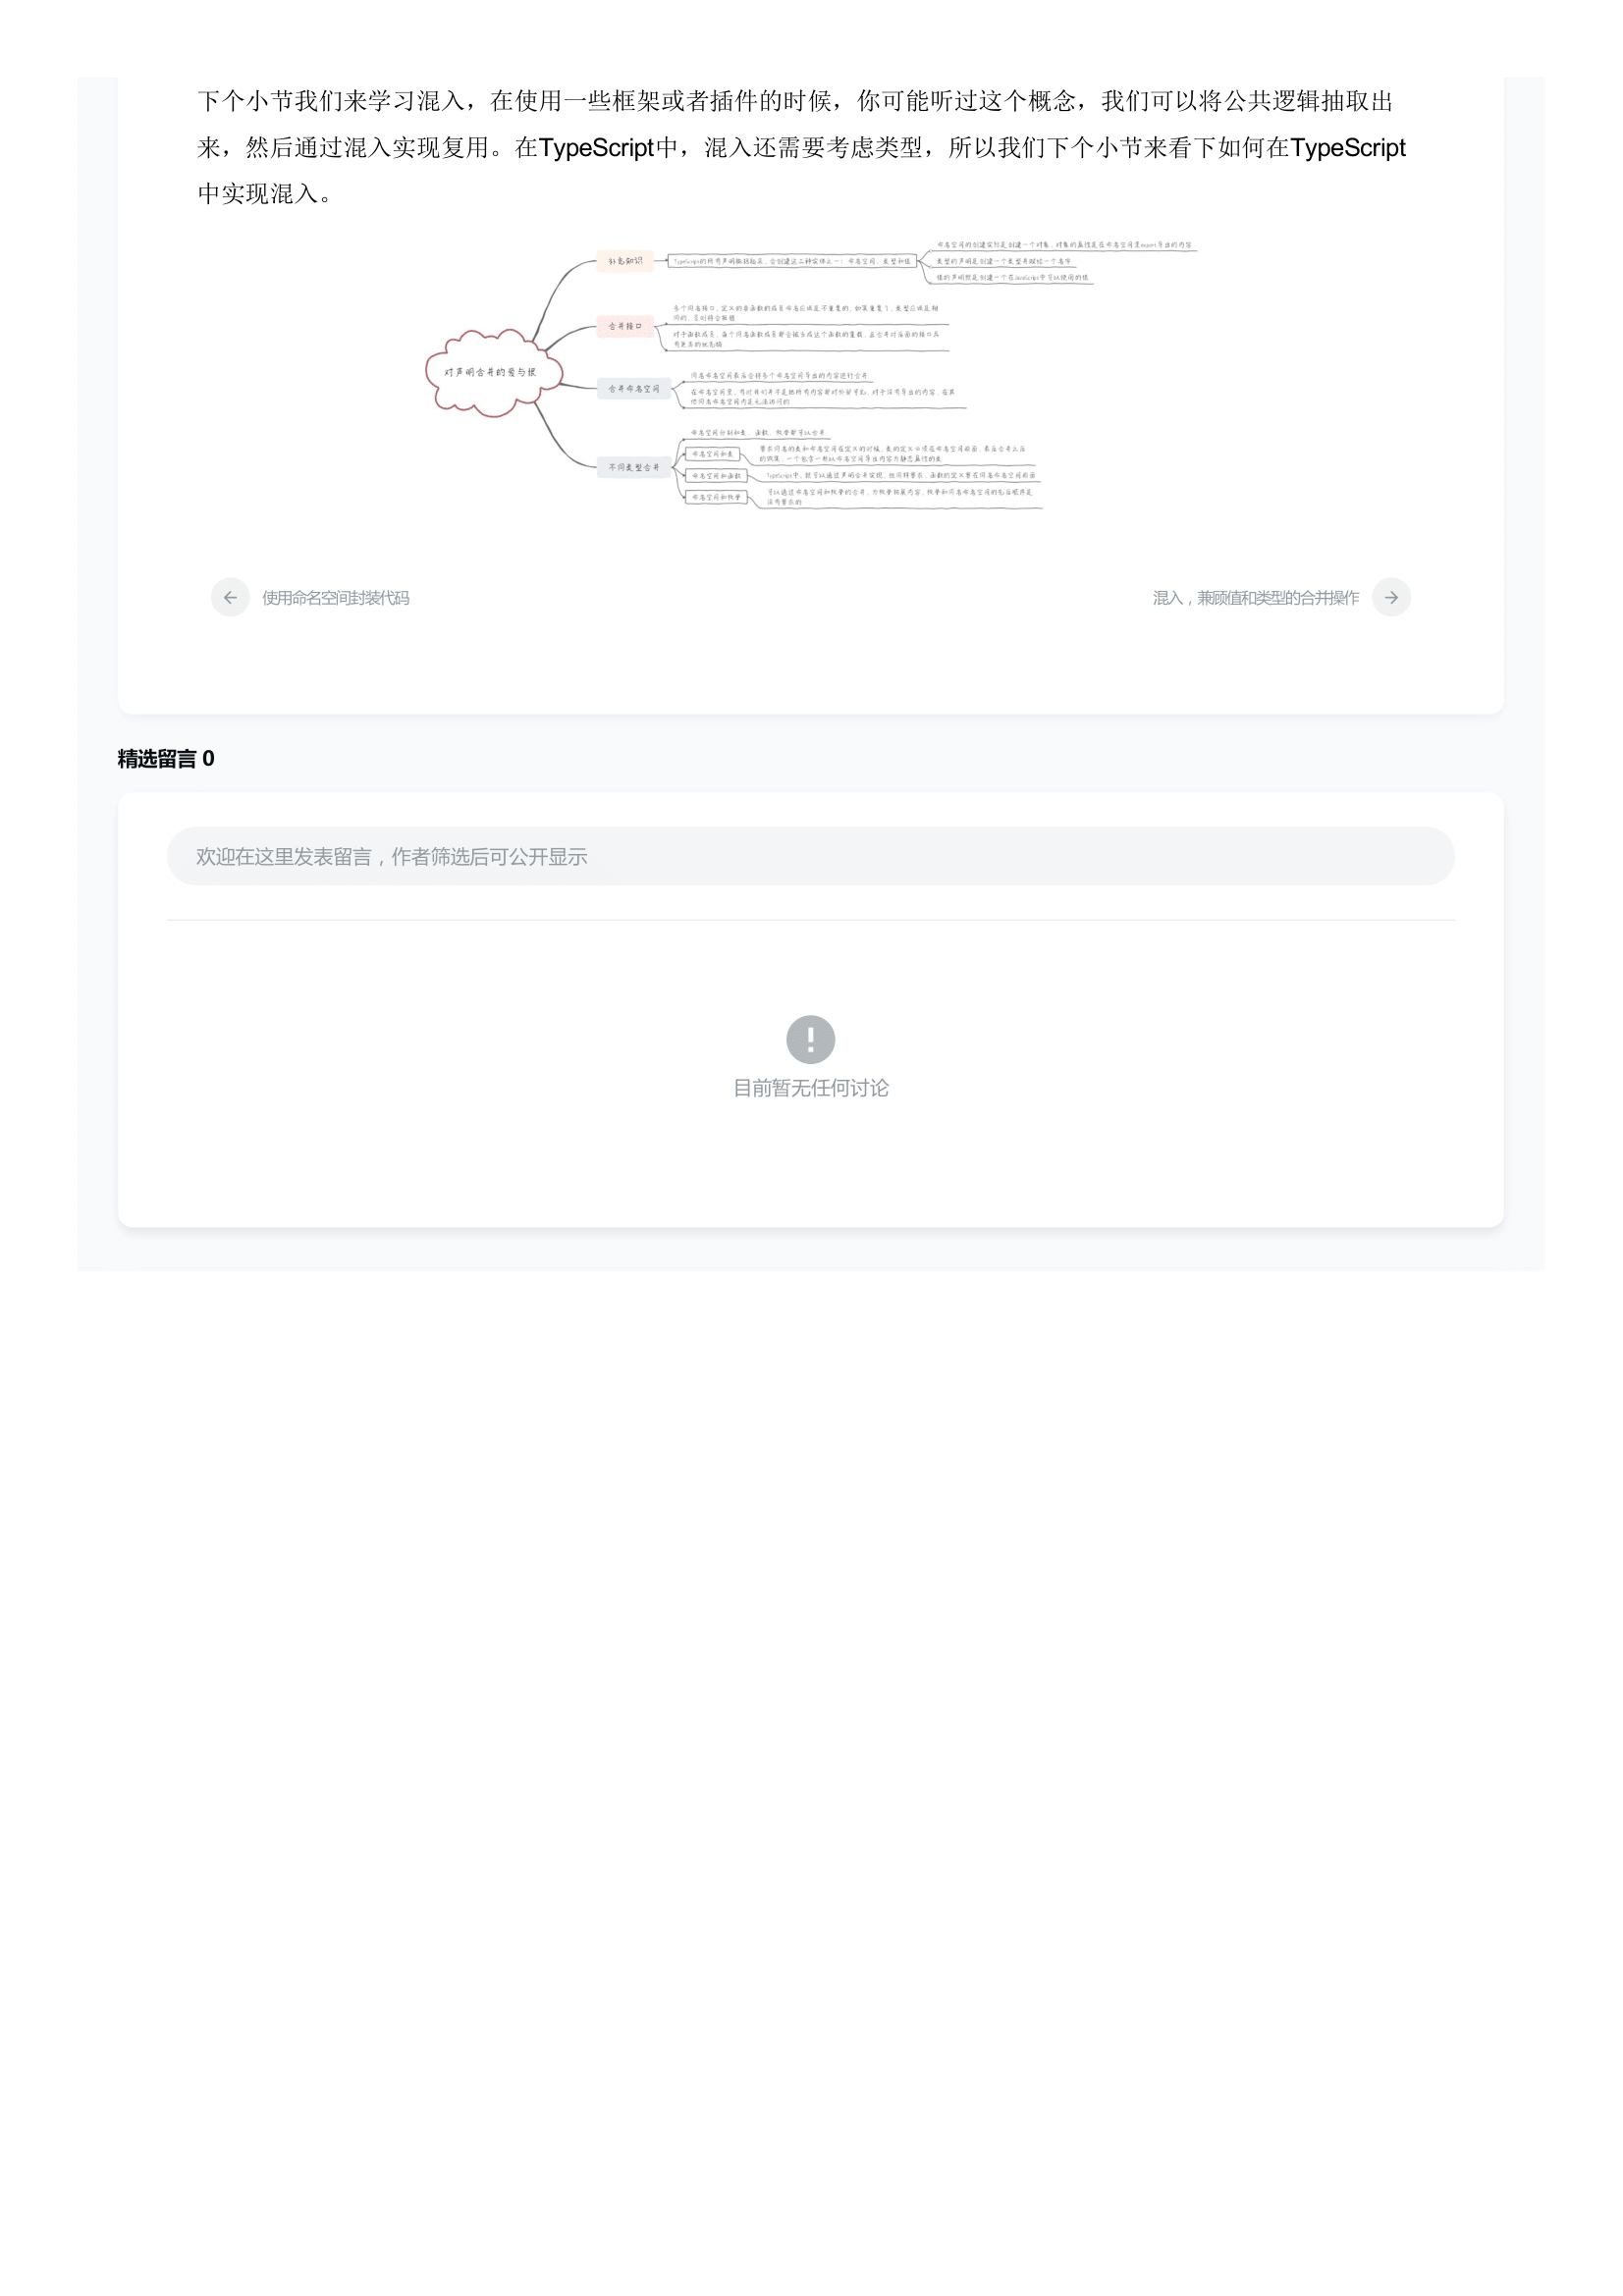 下个小节我们来学习混入，在使用一些框架或者插件的时候，你可能听过这个概念，我们可以将公共逻辑抽取出
来，然后通过混入实现复用。在TypeScript中，混入还需要考虑类型，所以我们下个小节来看下如何在TypeScript
中实现混入。
对声明合并的爱与恨
补充知识
TypeScript的所有声明概括起来，会创建这三种实体之一：命名空间、类型和值
命名空间的创建实际是创建一个对象，对象的属性是在命名空间里export导出的内容
类型的声明是创建一个类型并赋给一个名字
值的声明就是创建一个在JavaScript中可以使用的值
合并接口
多个同名接口，定义的非函数的成员命名应该是不重复的，如果重复了，类型应该是相
同的，否则将会报错
对于函数成员，每个同名函数成员都会被当成这个函数的重载，且合并时后面的接口具
有更高的优先级
合并命名空间
同名命名空间最后会将多个命名空间导出的内容进行合并
在命名空间里，有时我们并不是把所有内容都对外部可见，对于没有导出的内容，在其
他同名命名空间内是无法访问的
不同类型合并
命名空间分别和类、函数、枚举都可以合并
命名空间和类
要求同名的类和命名空间在定义的时候，类的定义必须在命名空间前面，最后合并之后
的效果，一个包含一些以命名空间导出内容为静态属性的类
命名空间和函数
TypeScript中，就可以通过声明合并实现，但同样要求，函数的定义要在同名命名空间前面
命名空间和枚举
可以通过命名空间和枚举的合并，为枚举拓展内容，枚举和同名命名空间的先后顺序是
没有要求的
使用命名空间封装代码
混入，兼顾值和类型的合并操作
精选留言 0
欢迎在这里发表留言，作者筛选后可公开显示
目前暂无任何讨论